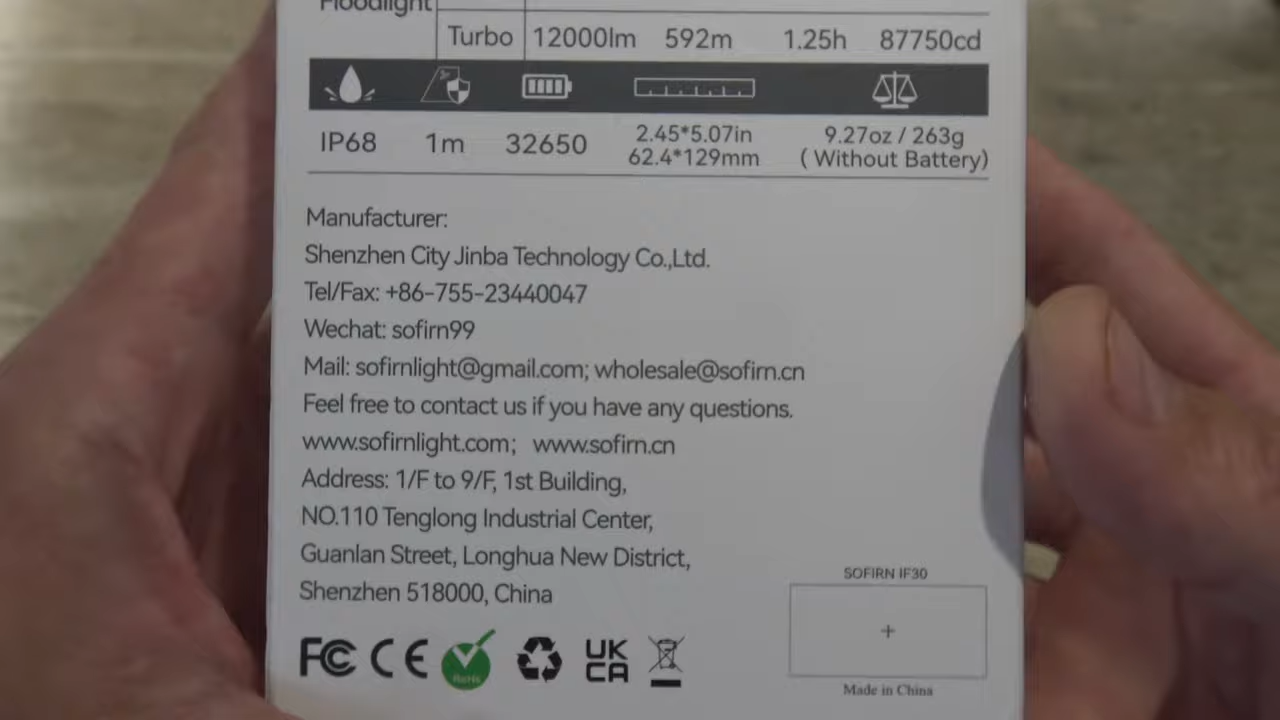 Floodlight
Turbo 12000lm 592m 1.25h 87750cd
IP68 1m 32650 2.45*5.07in 9.27oz / 263g
62.4*129mm ( Without Battery)
Manufacturer:
Shenzhen City Jinba Technology Co.,Ltd.
Tel/Fax: +86-755-23440047
Wechat: sofirn99
Mail: sofirnlight@gmail.com; wholesale@sofirn.cn
Feel free to contact us if you have any questions.
www.sofirnlight.com; www.sofirn.cn
Address: 1/F to 9/F, 1st Building,
NO.110 Tenglong Industrial Center,
Guanlan Street, Longhua New District,
Shenzhen 518000, China
SOFIRN IF30
+
FC CE RoHS UK
CA
Made in China